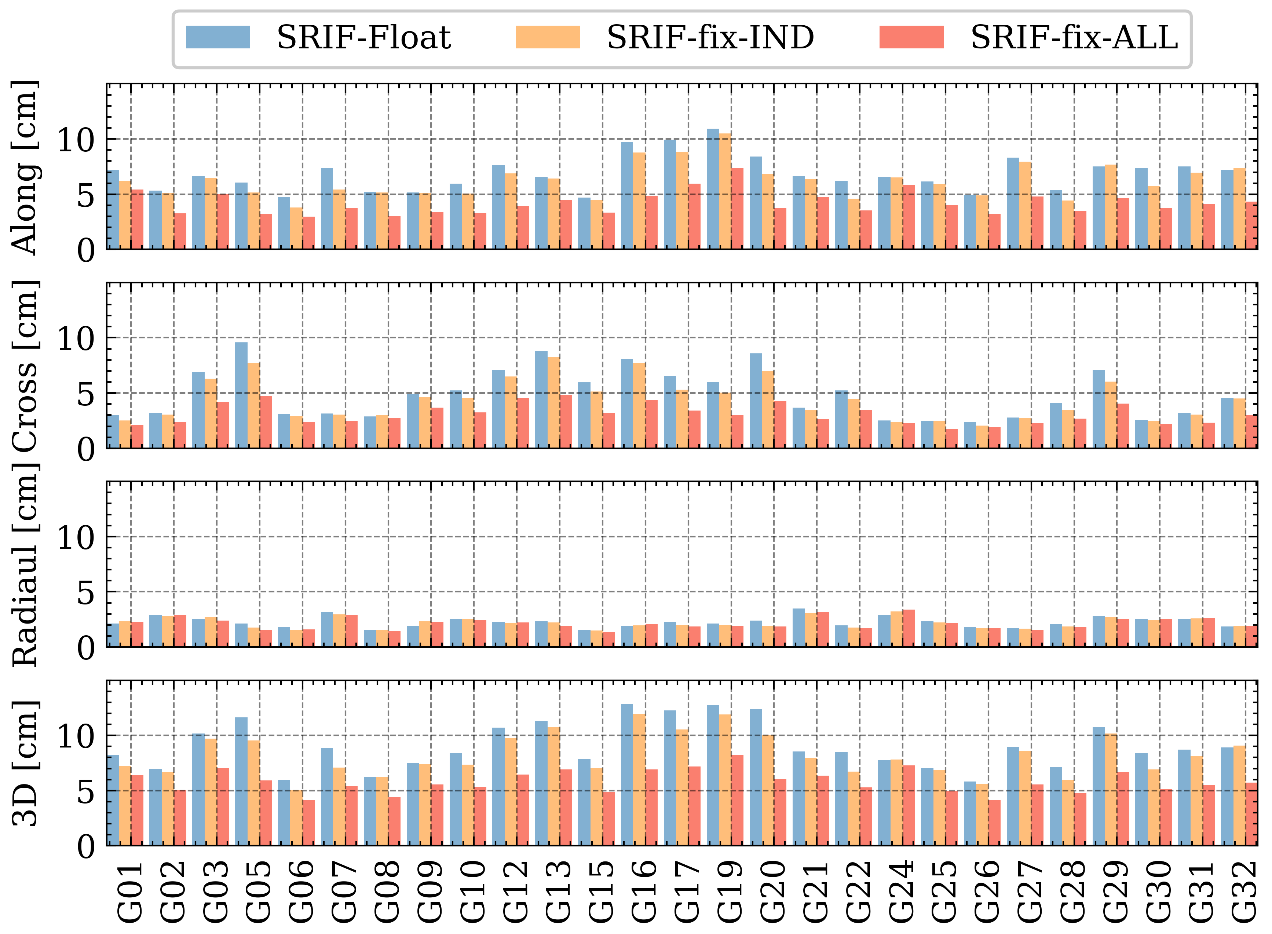 SRIF-Float SRIF-fix-IND SRIF-fix-ALL
Along [cm]
10
5
0
Cross [cm]
10
5
0
Radiaul [cm]
10
5
0
3D [cm]
10
5
0
G01 G02 G03 G05 G06 G07 G08 G09 G10 G12 G13 G15 G16 G17 G19 G20 G21 G22 G24 G25 G26 G27 G28 G29 G30 G31 G32